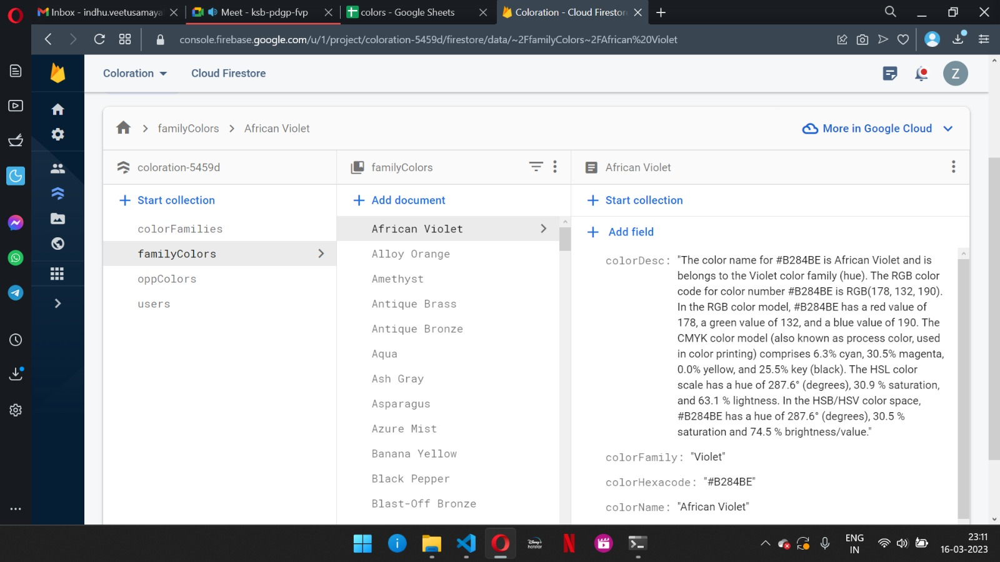 Inbox - indhu.veetusamaya
Meet - ksb-pdgp-fvp
colors - Google Sheets
Coloration - Cloud Firestore
console.firebase.google.com/u/1/project/coloration-5459d/firestore/data/~2FfamilyColors~2FAfrican%20Violet
Coloration
Cloud Firestore
Z
familyColors
African Violet
More in Google Cloud
coloration-5459d
familyColors
African Violet
Start collection
Add document
Start collection
colorFamilies
familyColors
oppColors
users
African Violet
Alloy Orange
Amethyst
Antique Brass
Antique Bronze
Aqua
Ash Gray
Asparagus
Azure Mist
Banana Yellow
Black Pepper
Blast-Off Bronze
Add field
colorDesc: "The color name for #B284BE is African Violet and is
belongs to the Violet color family (hue). The RGB color
code for color number #B284BE is RGB(178, 132, 190).
In the RGB color model, #B284BE has a red value of
178, a green value of 132, and a blue value of 190. The
CMYK color model (also known as process color, used
in color printing) comprises 6.3% cyan, 30.5% magenta,
0.0% yellow, and 25.5% key (black). The HSL color
scale has a hue of 287.6° (degrees), 30.9 % saturation,
and 63.1 % lightness. In the HSB/HSV color space,
#B284BE has a hue of 287.6° (degrees), 30.5 %
saturation and 74.5 % brightness/value."
colorFamily: "Violet"
colorHexacode: "#B284BE"
colorName: "African Violet"
Disney+
hotstar
N
ENG
IN
23:11
16-03-2023